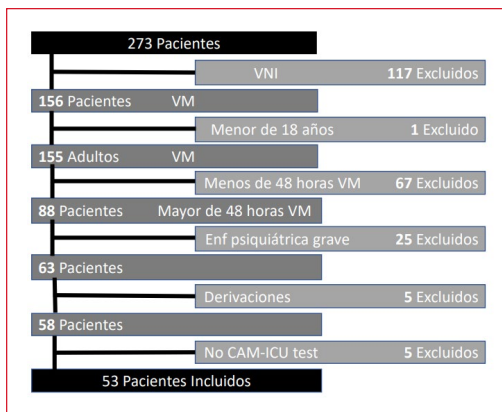 273 Pacientes
VNI 117 Excluidos
156 Pacientes VM
Menor de 18 años 1 Excluido
155 Adultos VM
Menos de 48 horas VM 67 Excluidos
88 Pacientes Mayor de 48 horas VM
Enf psiquiátrica grave 25 Excluidos
63 Pacientes
Derivaciones 5 Excluidos
58 Pacientes
No CAM-ICU test 5 Excluidos
53 Pacientes Incluidos